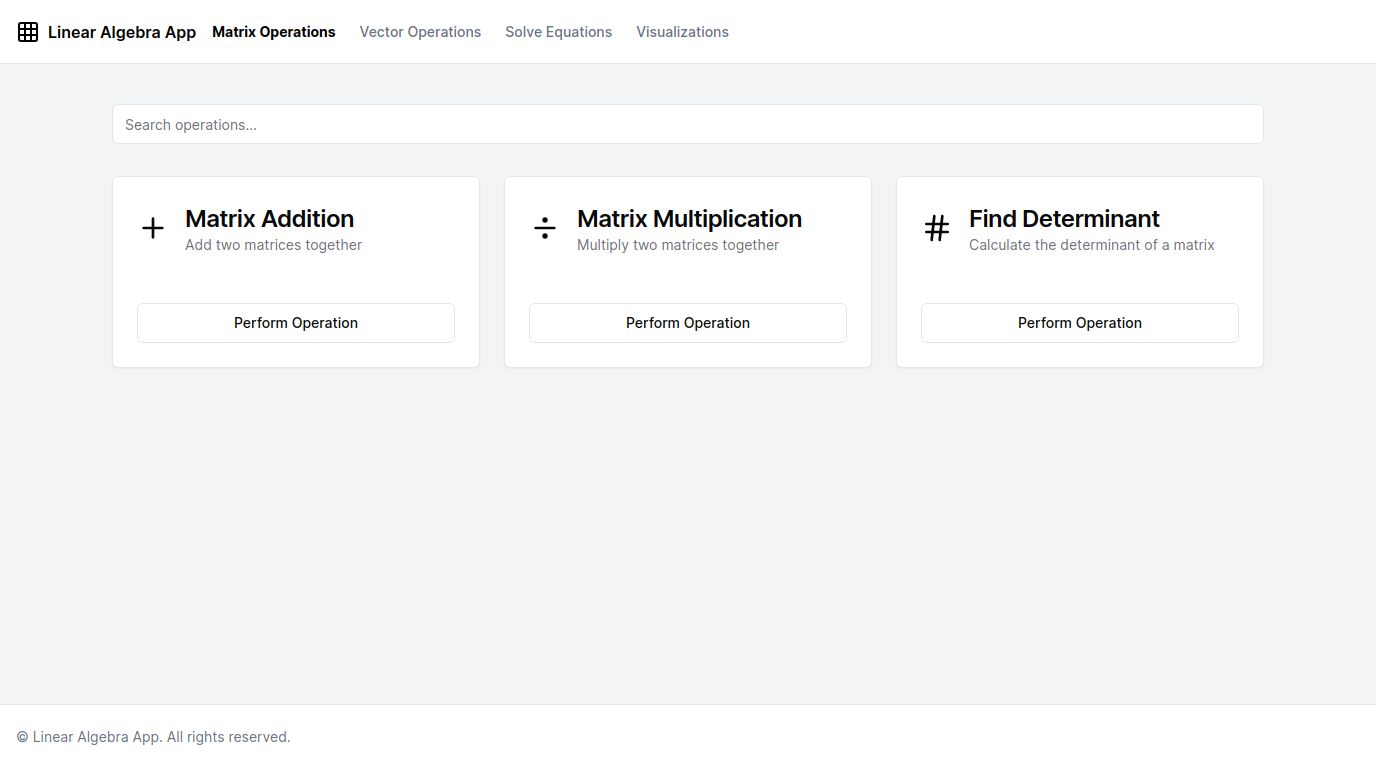 Linear Algebra App Matrix Operations Vector Operations Solve Equations Visualizations
Search operations...
Matrix Addition
Add two matrices together
Perform Operation
Matrix Multiplication
Multiply two matrices together
Perform Operation
Find Determinant
Calculate the determinant of a matrix
Perform Operation
© Linear Algebra App. All rights reserved.